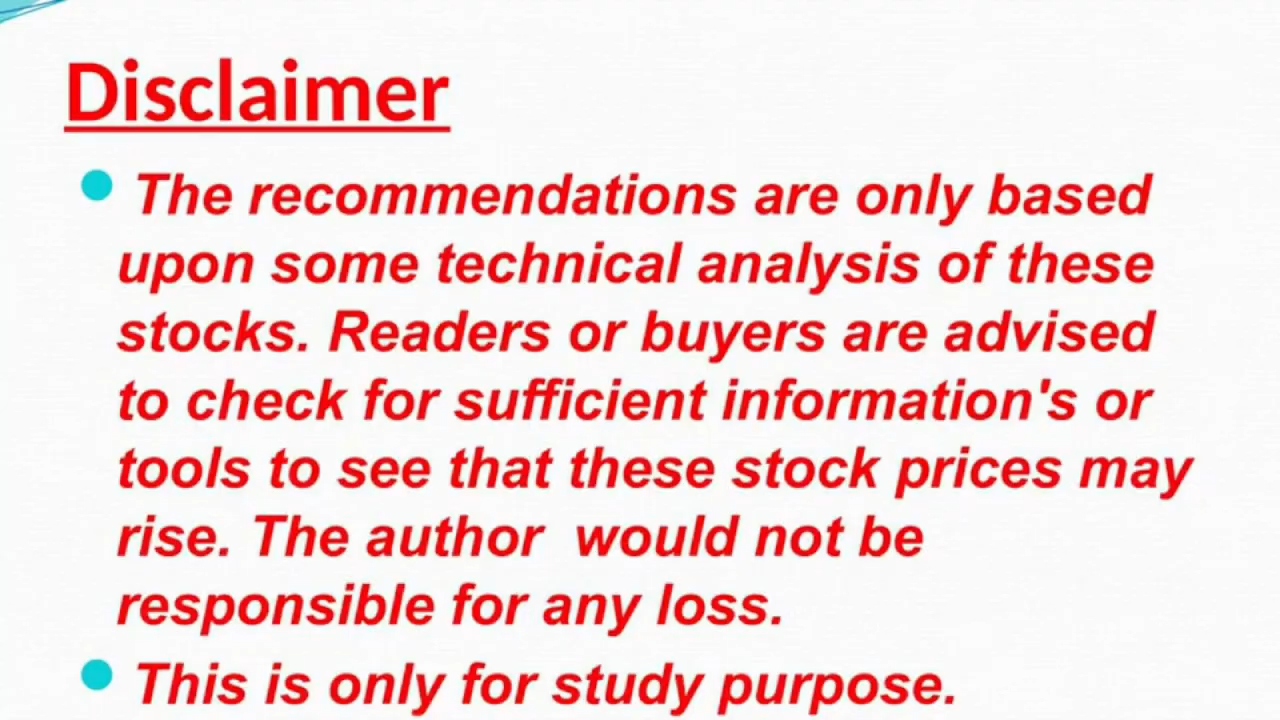 Disclaimer
The recommendations are only based
upon some technical analysis of these
stocks. Readers or buyers are advised
to check for sufficient information's or
tools to see that these stock prices may
rise. The author  would not be
responsible for any loss.
This is only for study purpose.